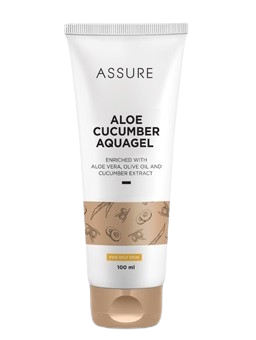 ASSURE
ALOE
CUCUMBER
AQUAGEL
ENRICHED WITH
ALOE VERA, OLIVE OIL AND
CUCUMBER EXTRACT
100 ml